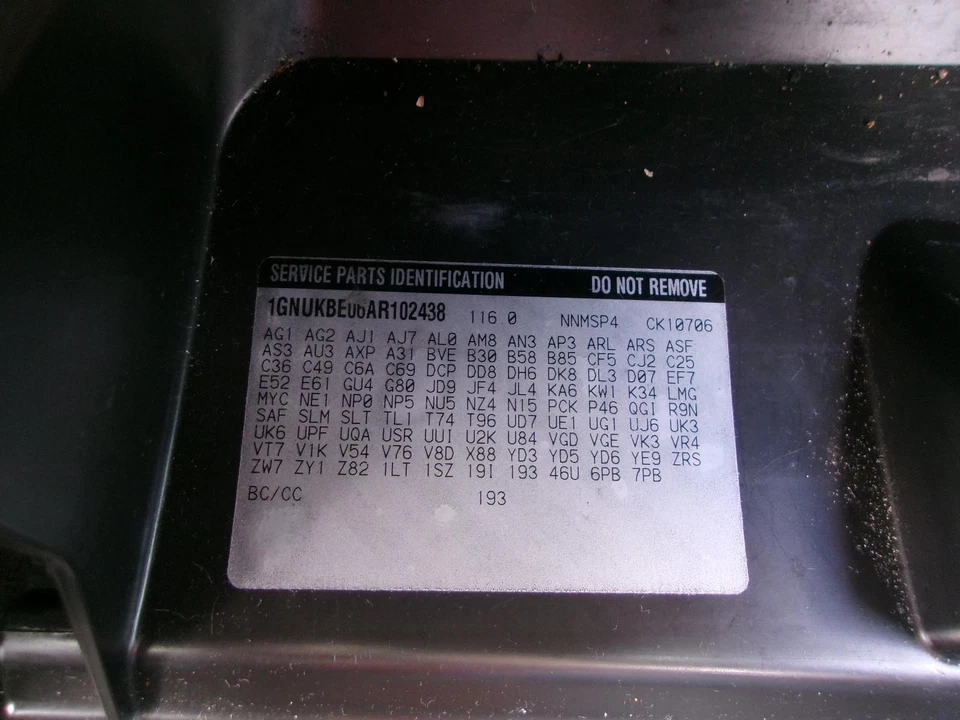 SERVICE PARTS IDENTIFICATION DO NOT REMOVE
1GNUKBE06AR102438 116.0 NNMSP4 CK10706
AG1 AG2 AJ1 AJ7 AL0 AM8 AN3 AP3 ARL ARS ASF
AS3 AU3 AXP A31 BVE B30 B58 B85 CF5 CJ2 C25
C36 C49 C6A C69 DCP DD8 DH6 DK8 DL3 D07 EF7
E52 E61 GU4 G80 JD9 JF4 JL4 KA6 KW1 K34 LMG
MYC NE1 NP0 NP5 NU5 NZ4 N15 PCK P46 QGI R9N
SAF SLM SLT TL1 T74 T96 UD7 UE1 UG1 UJ6 UK3
UK6 UPF UQA USR UU1 U2K U84 VGD VGE VK3 VR4
VT7 V1K V54 V76 V8D X88 YD3 YD5 YD6 YE9 ZRS
ZW7 ZY1 Z82 1LT 1SZ 19I 193 46U 6PB 7PB
BC/CC 193